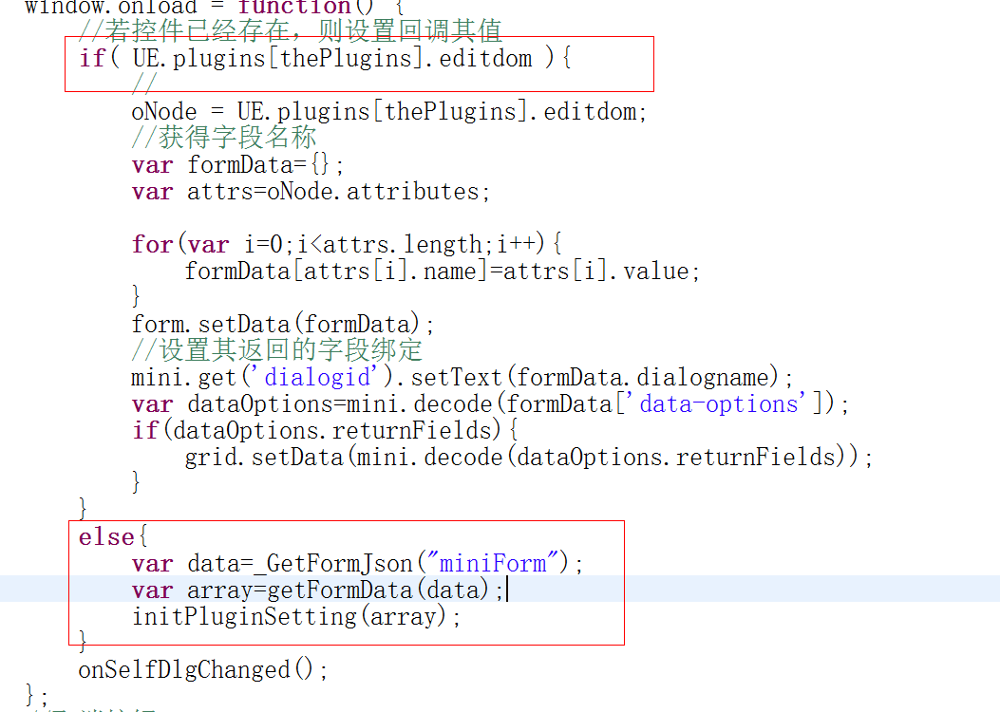 window.onload = function() {
//若控件已经存在，则设置回调其值
if( UE.plugins[thePlugins].editdom ){
//
oNode = UE.plugins[thePlugins].editdom;
//获得字段名称
var formData={};
var attrs=oNode.attributes;
for(var i=0;i<attrs.length;i++){
formData[attrs[i].name]=attrs[i].value;
}
form.setData(formData);
//设置其返回的字段绑定
mini.get('dialogid').setText(formData.dialogname);
var dataOptions=mini.decode(formData['data-options']);
if(dataOptions.returnFields){
grid.setData(mini.decode(dataOptions.returnFields));
}
}
else{
var data=_GetFormJson("miniForm");
var array=getFormData(data);
initPluginSetting(array);
}
onSelfDlgChanged();
};